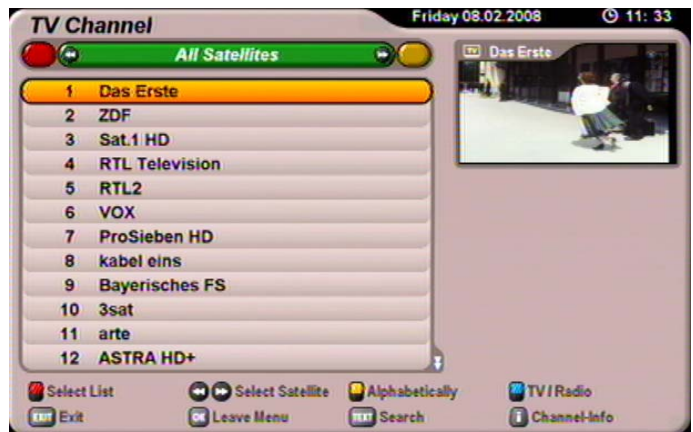 TV Channel
Friday 08.02.2008 11: 33
All Satellites
TV Das Erste
1 Das Erste
2 ZDF
3 Sat.1 HD
4 RTL Television
5 RTL2
6 VOX
7 ProSieben HD
8 kabel eins
9 Bayerisches FS
10 3sat
11 arte
12 ASTRA HD+
Select List Select Satellite Alphabetically TV / Radio
EXIT Exit OK Leave Menu TEXT Search i Channel-Info